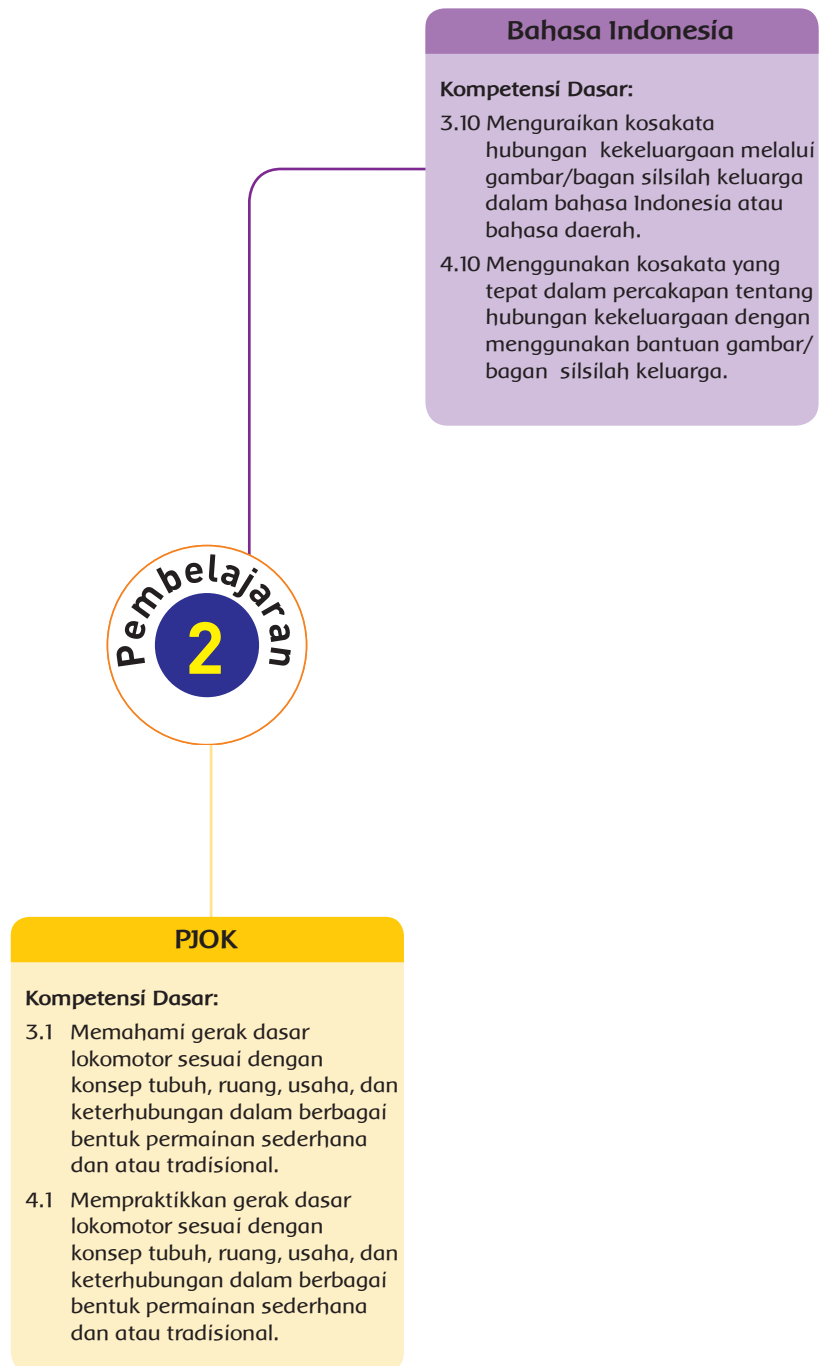 Bahasa Indonesia
Kompetensi Dasar:
3.10 Menguraikan kosakata
hubungan kekeluargaan melalui
gambar/bagan silsilah keluarga
dalam bahasa Indonesia atau
bahasa daerah.
4.10 Menggunakan kosakata yang
tepat dalam percakapan tentang
hubungan kekeluargaan dengan
menggunakan bantuan gambar/
bagan silsilah keluarga.
Pembelajaran
2
PJOK
Kompetensi Dasar:
3.1 Memahami gerak dasar
lokomotor sesuai dengan
konsep tubuh, ruang, usaha, dan
keterhubungan dalam berbagai
bentuk permainan sederhana
dan atau tradisional.
4.1 Mempraktikkan gerak dasar
lokomotor sesuai dengan
konsep tubuh, ruang, usaha, dan
keterhubungan dalam berbagai
bentuk permainan sederhana
dan atau tradisional.